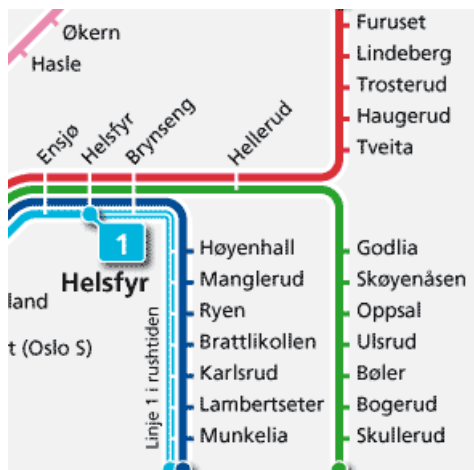 Økern
Hasle
Furuset
Lindeberg
Trosterud
Haugerud
Tveita
Ensjø
Helsfyr
Brynseng
Hellerud
1
Helsfyr
land
t (Oslo S)
Linje 1 i rushtiden
Høyenhall
Manglerud
Ryen
Brattlikollen
Karlsrud
Lambertseter
Munkelia
Godlia
Skøyenåsen
Oppsal
Ulsrud
Bøler
Bogerud
Skullerud